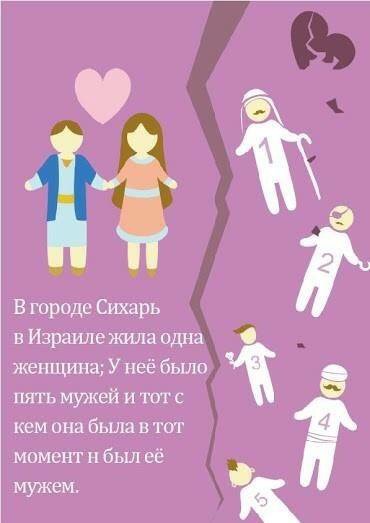 В городе Сихарь
в Израиле жила одна
женщина; У неё было
пять мужей и тот с
кем она была в тот
момент н был её
мужем.
1
2
3
4
5